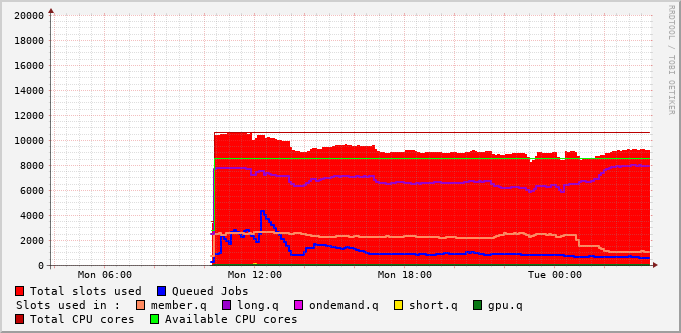 RRDTOOL / TOBI OETIKER
20000
18000
16000
14000
12000
10000
8000
6000
4000
2000
0
Mon 06:00 Mon 12:00 Mon 18:00 Tue 00:00
Total slots used Queued Jobs
Slots used in : member.q long.q ondemand.q short.q gpu.q
Total CPU cores Available CPU cores